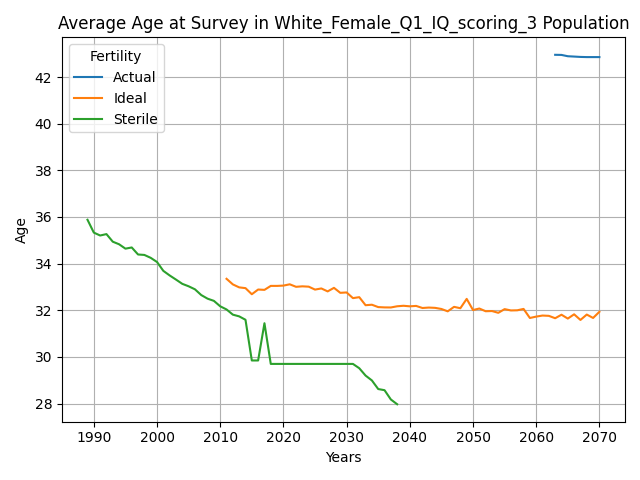 Average Age at Survey in White_Female_Q1_IQ_scoring_3 Population
Fertility
Actual
Ideal
Sterile
42
40
38
36
34
32
30
28
Age
1990 2000 2010 2020 2030 2040 2050 2060 2070
Years